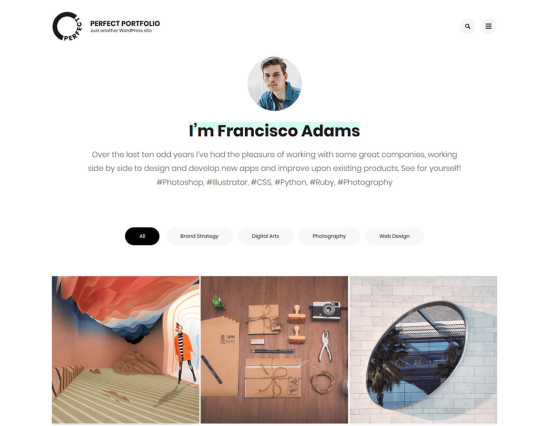 PERFECT
PERFECT PORTFOLIO
Just another WordPress site
I'm Francisco Adams
Over the last ten odd years I've had the pleasure of working with some great companies, working
side by side to design and develop new apps and improve upon existing products. See for yourself!
#Photoshop, #Illustrator, #CSS, #Python, #Ruby, #Photography
All
Brand Strategy
Digital Arts
Photography
Web Design